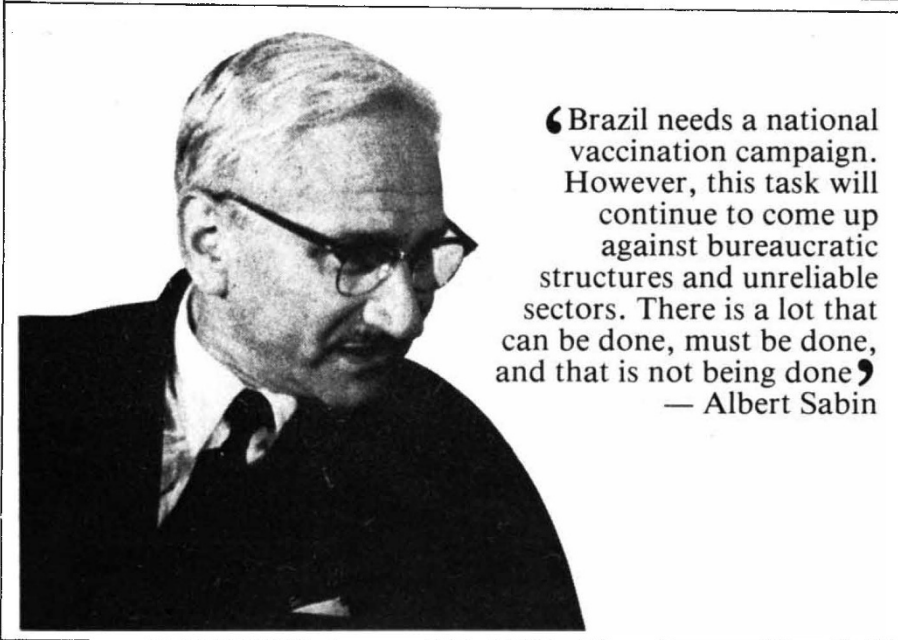 ❛Brazil needs a national
vaccination campaign.
However, this task will
continue to come up
against bureaucratic
structures and unreliable
sectors. There is a lot that
can be done, must be done,
and that is not being done❜
— Albert Sabin